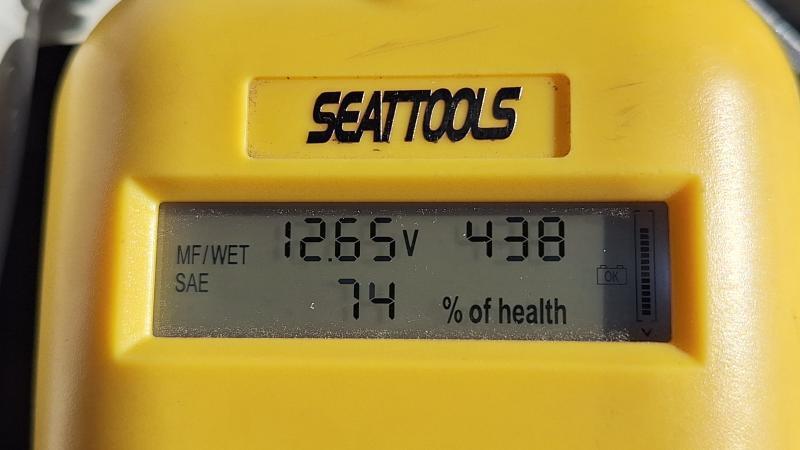 SEATTOOLS
MF/WET 12.65V 438
SAE 74 % of health
OK